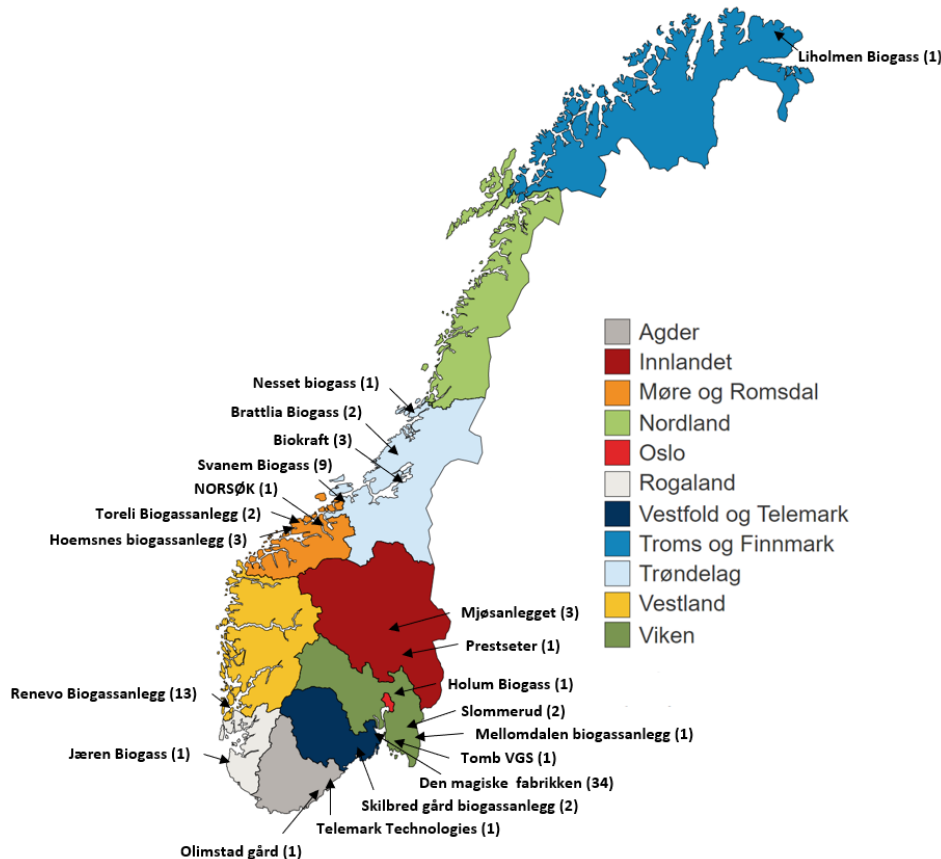 Liholmen Biogass (1)
Agder
Innlandet
Møre og Romsdal
Nordland
Oslo
Rogaland
Vestfold og Telemark
Troms og Finnmark
Trøndelag
Vestland
Viken
Nesset biogass (1)
Brattlia Biogass (2)
Biokraft (3)
Svanem Biogass (9)
NORSØK (1)
Toreli Biogassanlegg (2)
Hoemsnes biogassanlegg (3)
Mjøsanlegget (3)
Prestseter (1)
Renevo Biogassanlegg (13)
Holum Biogass (1)
Slommerud (2)
Mellomdalen biogassanlegg (1)
Jæren Biogass (1)
Tomb VGS (1)
Den magiske fabrikken (34)
Skilbred gård biogassanlegg (2)
Telemark Technologies (1)
Olimstad gård (1)